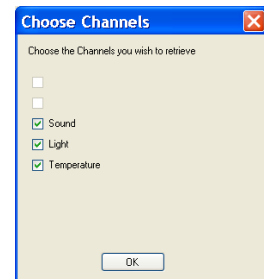 Choose Channels
Choose the Channels you wish to retrieve
Sound
Light
Temperature
OK